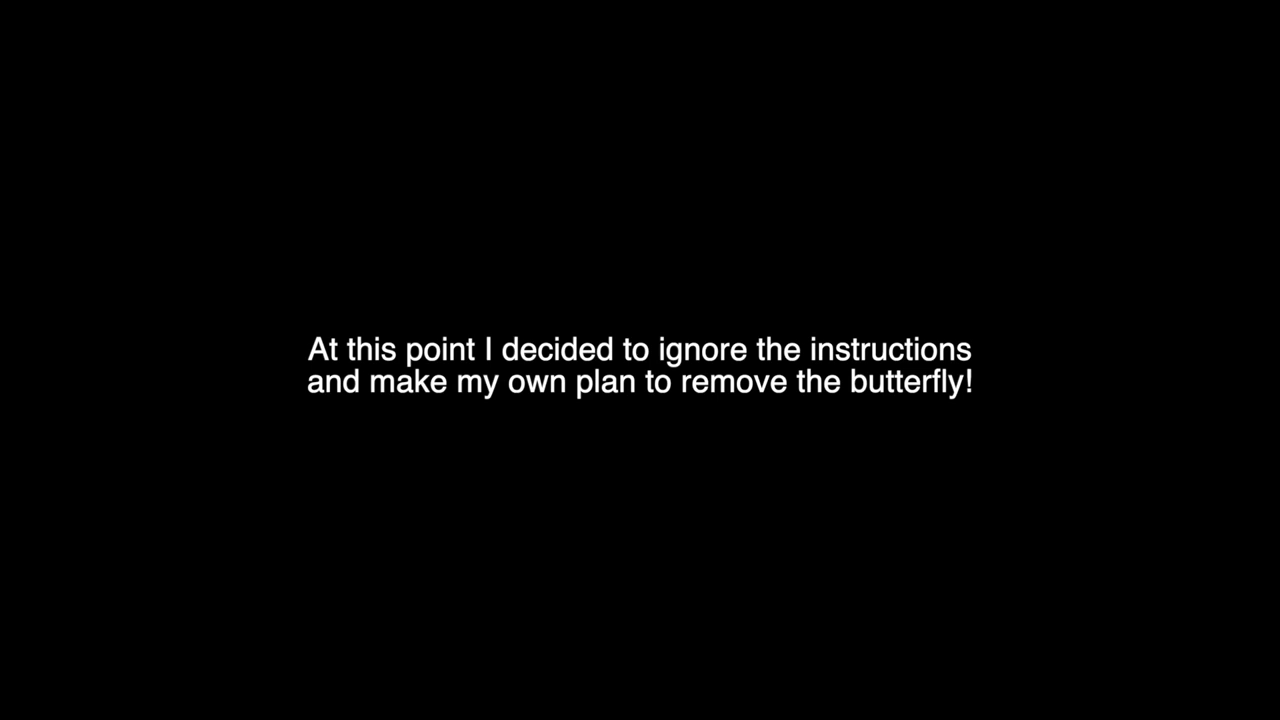 At this point I decided to ignore the instructions
and make my own plan to remove the butterfly!